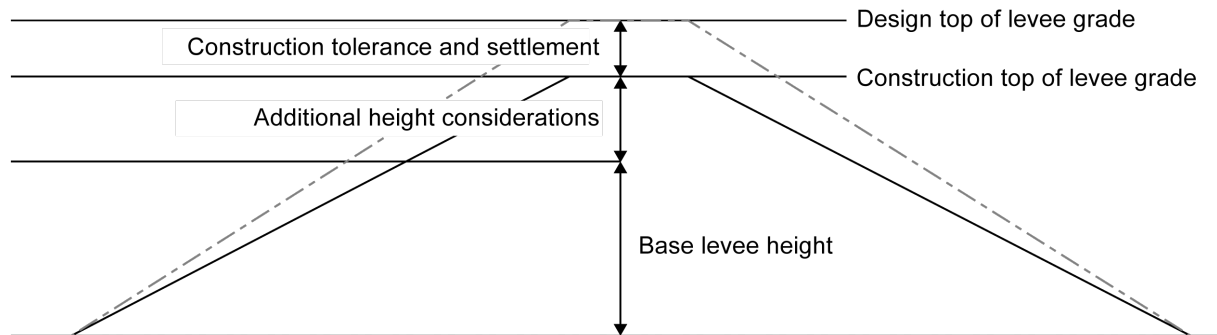 Design top of levee grade
Construction tolerance and settlement
Construction top of levee grade
Additional height considerations
Base levee height